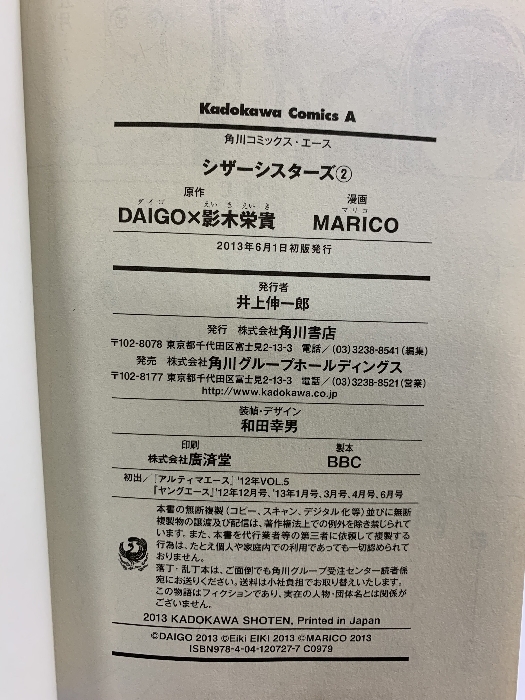 Kadokawa Comics A
角川コミックス・エース
シザーシスターズ②
原作
漫画
ダイゴ
えいき えいき
マリコ
DAIGO×影木栄貴
MARICO
2013年6月1日初版発行
発行者
井上伸一郎
発行 株式会社角川書店
〒102-8078 東京都千代田区富士見2-13-3 電話/(03)3238-8541(編集)
発売 株式会社角川グループホールディングス
〒102-8177 東京都千代田区富士見2-13-3 電話/(03)3238-8521(営業)
http://www.kadokawa.co.jp
装幀・デザイン
和田幸男
印刷
製本
株式会社廣済堂
BBC
初出/『アルティマエース』'12年VOL.5
『ヤングエース』'12年12月号、'13年1月号、3月号、4月号、6月号
本書の無断複製(コピー、スキャン、デジタル化等)並びに無断
複製物の譲渡及び配信は、著作権法上での例外を除き禁じられて
います。また、本書を代行業者等の第三者に依頼して複製する
行為は、たとえ個人や家庭内での利用であっても一切認められて
おりません。
落丁・乱丁本は、ご面倒でも角川グループ受注センター読者係
宛にお送りください。送料は小社負担でお取り替えいたします。
この物語はフィクションであり、実在の人物・団体名とは関係が
ございません。
2013 KADOKAWA SHOTEN, Printed in Japan
©DAIGO 2013 ©Eiki EIKI 2013 ©MARICO 2013
ISBN978-4-04-120727-7 C0979